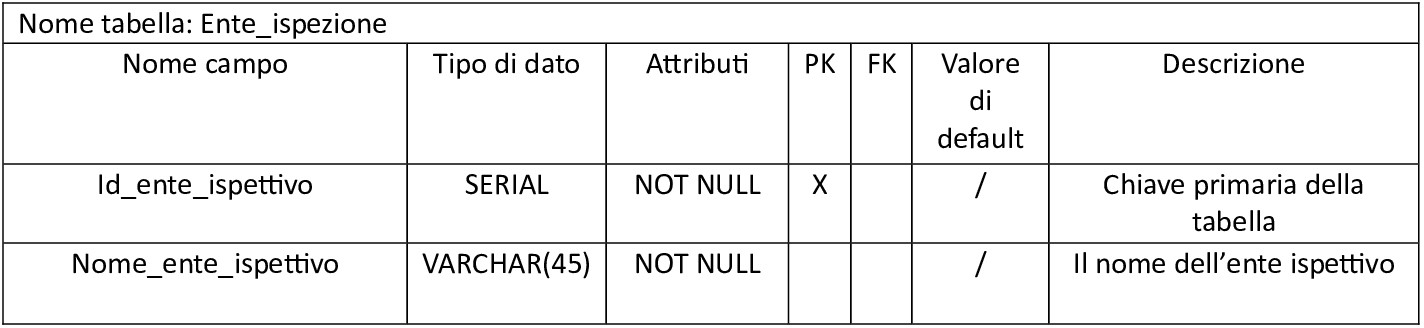 Nome tabella: Ente_ispezione
Nome campo Tipo di dato Attributi PK FK Valore di default Descrizione
Id_ente_ispettivo SERIAL NOT NULL X / Chiave primaria della tabella
Nome_ente_ispettivo VARCHAR(45) NOT NULL / Il nome dell’ente ispettivo